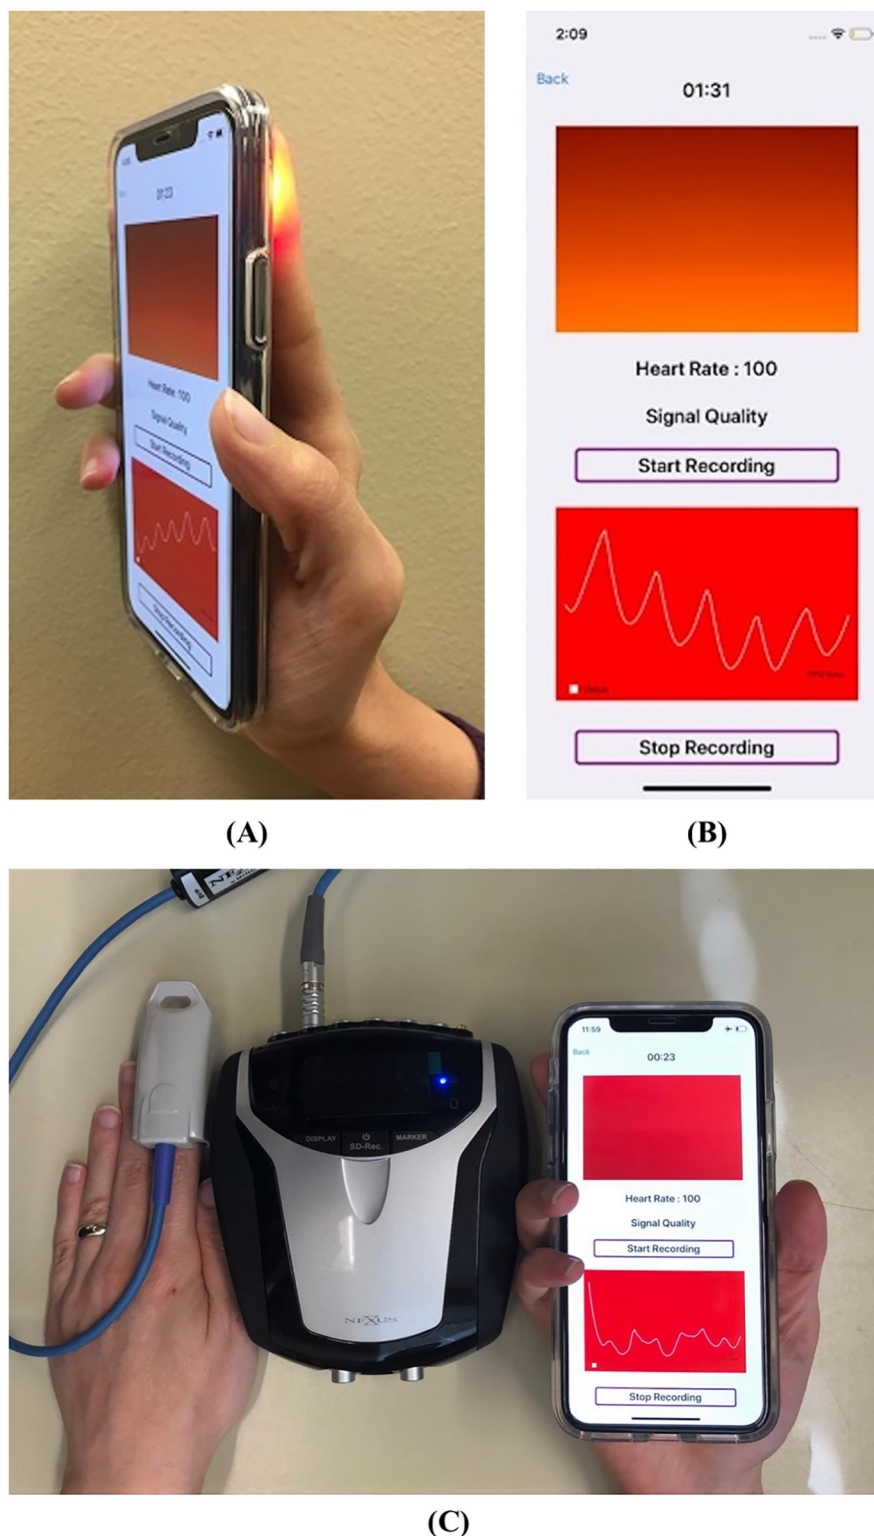 01:23
Heart Rate : 100
Signal Quality
Start Recording
Stop Recording
(A)
2:09
Back
01:31
Heart Rate : 100
Signal Quality
Start Recording
Value
Stop Recording
(B)
DISPLAY
SD-Rec.
MARKER
NEXUS
11:59
Back
00:23
Heart Rate : 100
Signal Quality
Start Recording
Stop Recording
(C)